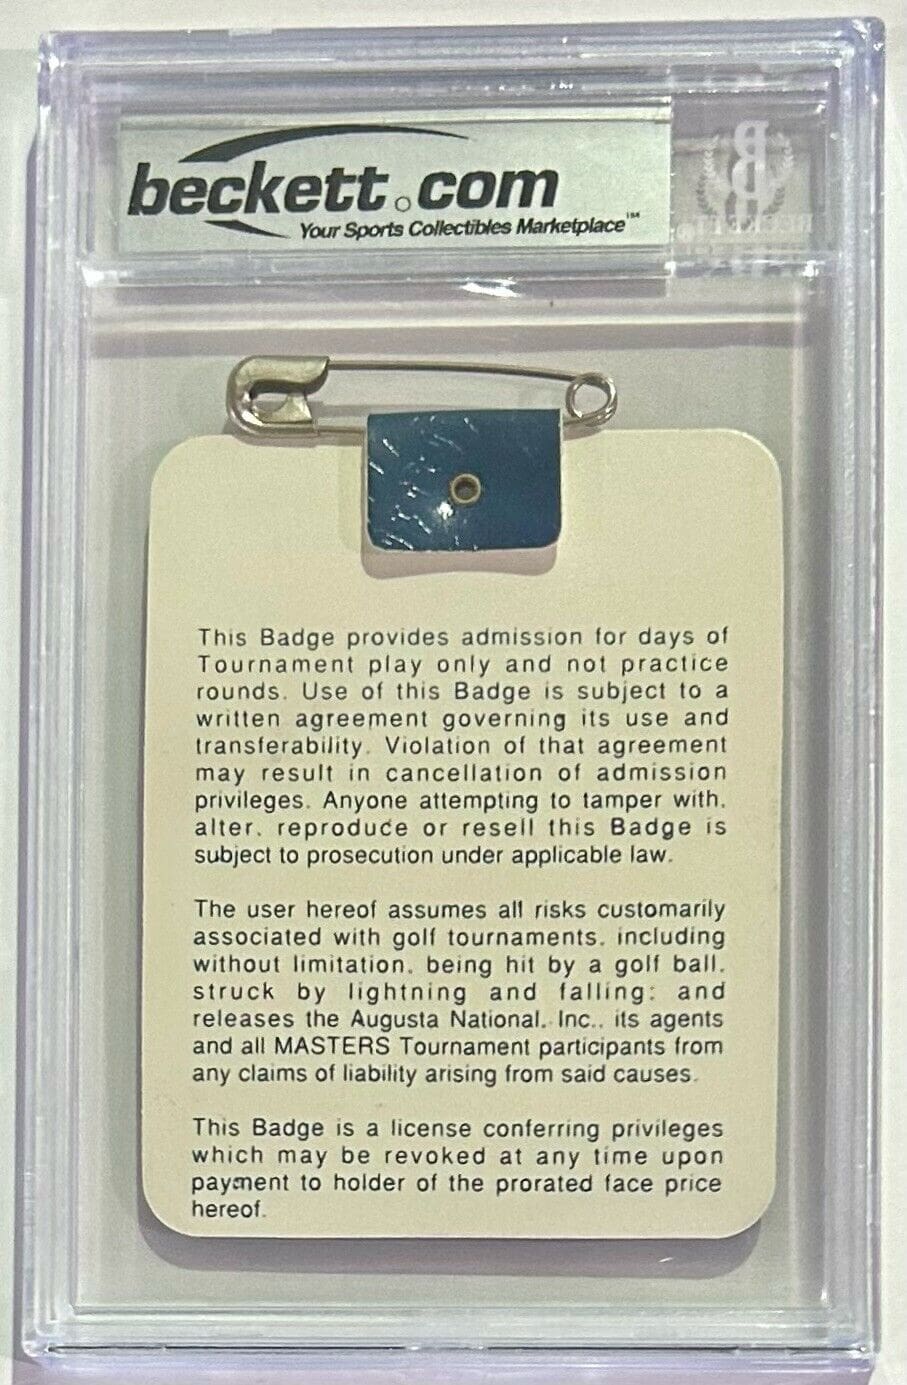 beckett.com
Your Sports Collectibles Marketplace™
This Badge provides admission for days of
Tournament play only and not practice
rounds. Use of this Badge is subject to a
written agreement governing its use and
transferability. Violation of that agreement
may result in cancellation of admission
privileges. Anyone attempting to tamper with,
alter, reproduce or resell this Badge is
subject to prosecution under applicable law.
The user hereof assumes all risks customarily
associated with golf tournaments, including
without limitation, being hit by a golf ball,
struck by lightning and falling; and
releases the Augusta National, Inc., its agents
and all MASTERS Tournament participants from
any claims of liability arising from said causes.
This Badge is a license conferring privileges
which may be revoked at any time upon
payment to holder of the prorated face price
hereof.